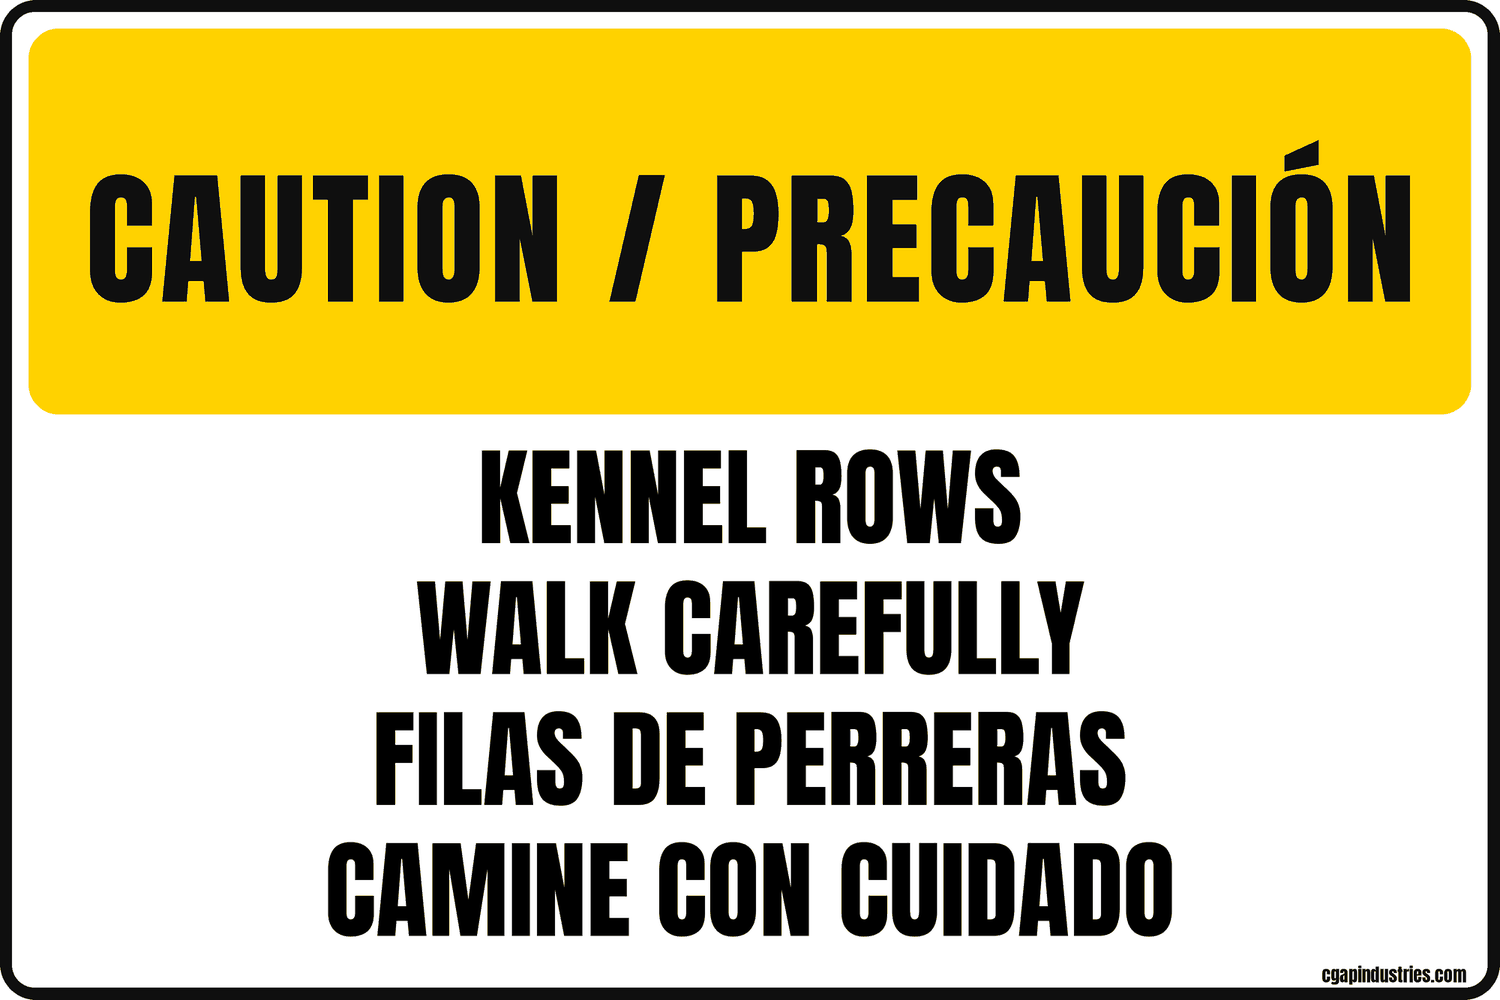 CAUTION / PRECAUCIÓN
KENNEL ROWS
WALK CAREFULLY
FILAS DE PERRERAS
CAMINE CON CUIDADO
cgapindustries.com